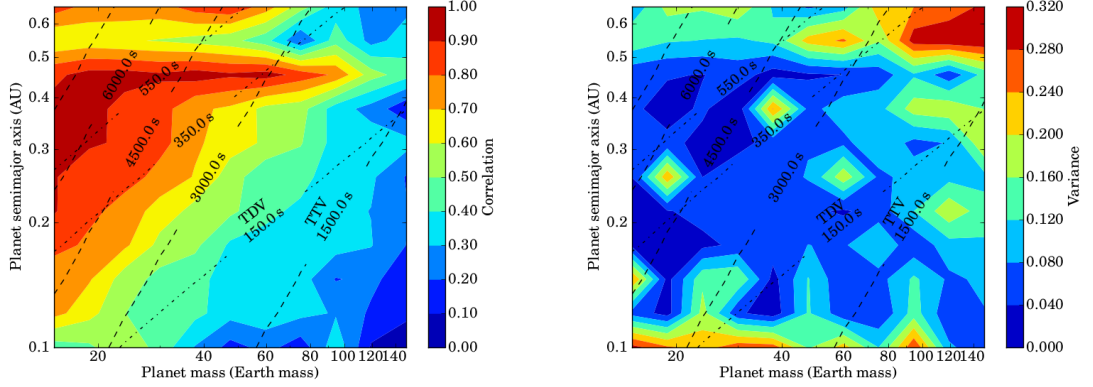 0.6
0.5
0.4
0.3
0.2
0.1
Planet semimajor axis (AU)
20 40 60 80 100 120 140
Planet mass (Earth mass)
6000.0 s
550.0 s
4500.0 s
350.0 s
3000.0 s
TDV
150.0 s
TTV
1500.0 s
1.00
0.90
0.80
0.70
0.60
0.50
0.40
0.30
0.20
0.10
0.00
Correlation
0.6
0.5
0.4
0.3
0.2
0.1
Planet semimajor axis (AU)
20 40 60 80 100 120 140
Planet mass (Earth mass)
6000.0 s
550.0 s
4500.0 s
350.0 s
3000.0 s
TDV
150.0 s
TTV
1500.0 s
0.320
0.280
0.240
0.200
0.160
0.120
0.080
0.040
0.000
Variance